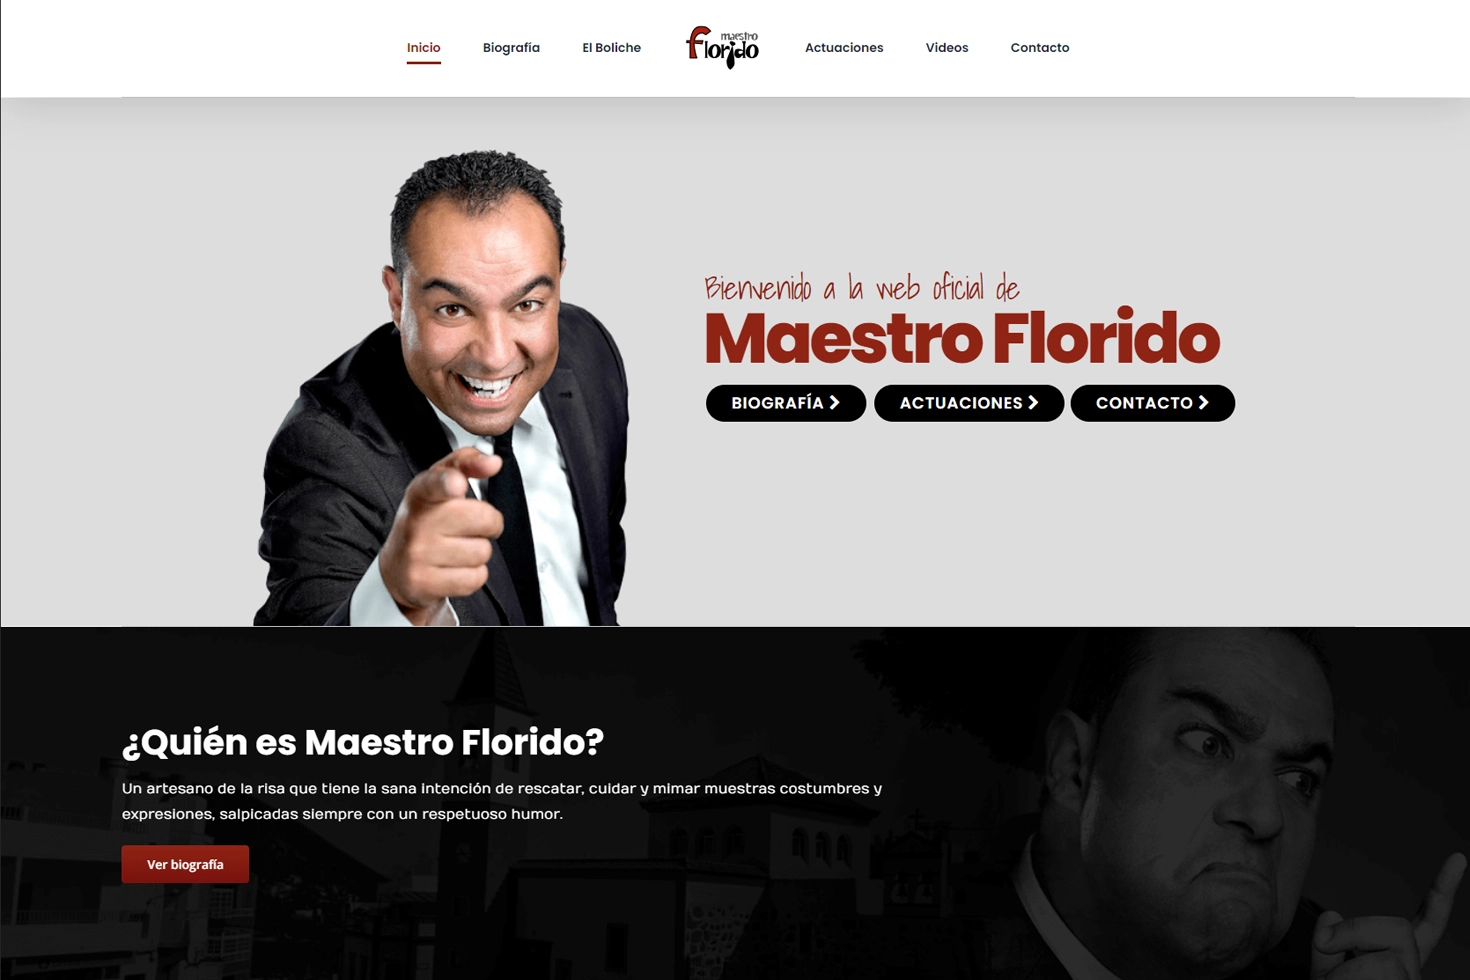 Inicio
Biografía
El Boliche
maestro
Florido
Actuaciones
Videos
Contacto
Bienvenido a la web oficial de
Maestro Florido
BIOGRAFÍA
ACTUACIONES
CONTACTO
¿Quién es Maestro Florido?
Un artesano de la risa que tiene la sana intención de rescatar, cuidar y mimar muestras costumbres y
expresiones, salpicadas siempre con un respetuoso humor.
Ver biografía